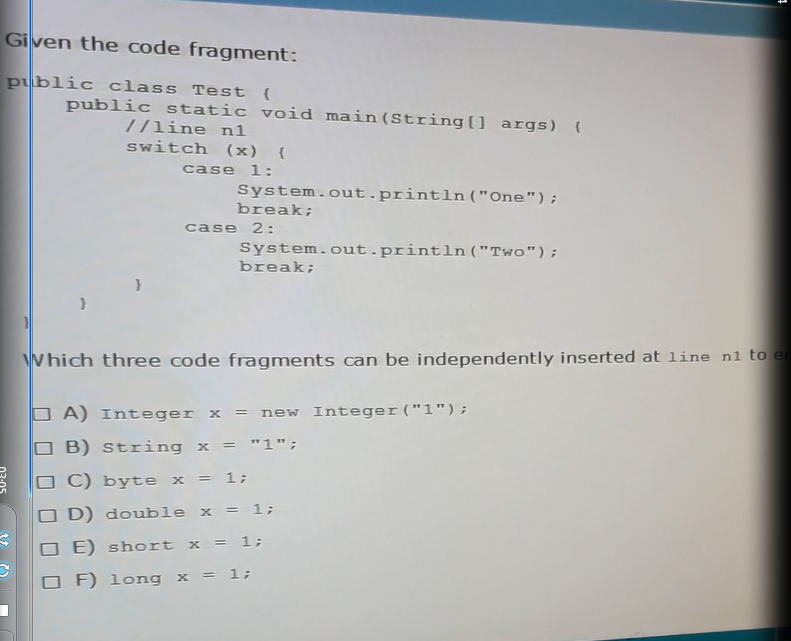 Given the code fragment:
public class Test {
public static void main(String[] args) {
//line n1
switch (x) {
case 1:
System.out.println("One");
break;
case 2:
System.out.println("Two");
break;
}
}
}
Which three code fragments can be independently inserted at line n1 to
A) Integer x = new Integer("1");
B) String x = "1";
C) byte x = 1;
D) double x = 1;
E) short x = 1;
F) long x = 1;
03:05